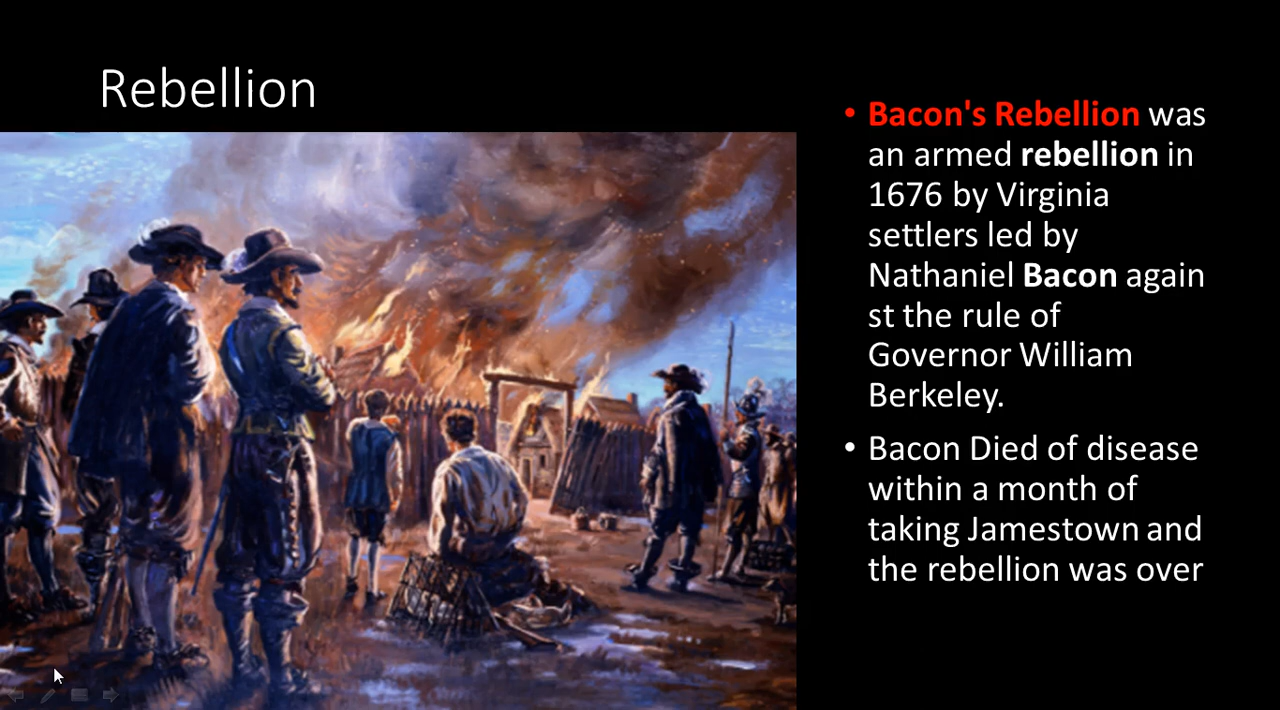 Rebellion
• Bacon's Rebellion was
an armed rebellion in
1676 by Virginia
settlers led by
Nathaniel Bacon again
st the rule of
Governor William
Berkeley.
• Bacon Died of disease
within a month of
taking Jamestown and
the rebellion was over